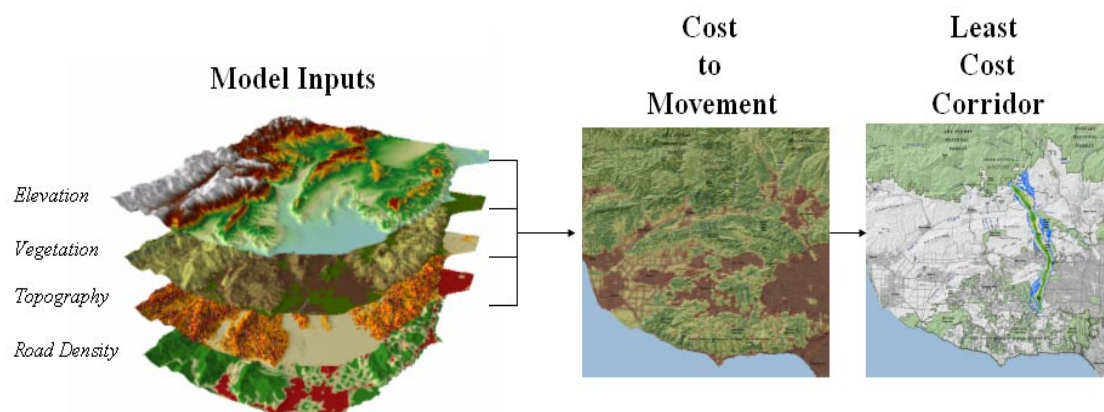 Model Inputs
Elevation
Vegetation
Topography
Road Density
Cost
to
Movement
Least
Cost
Corridor